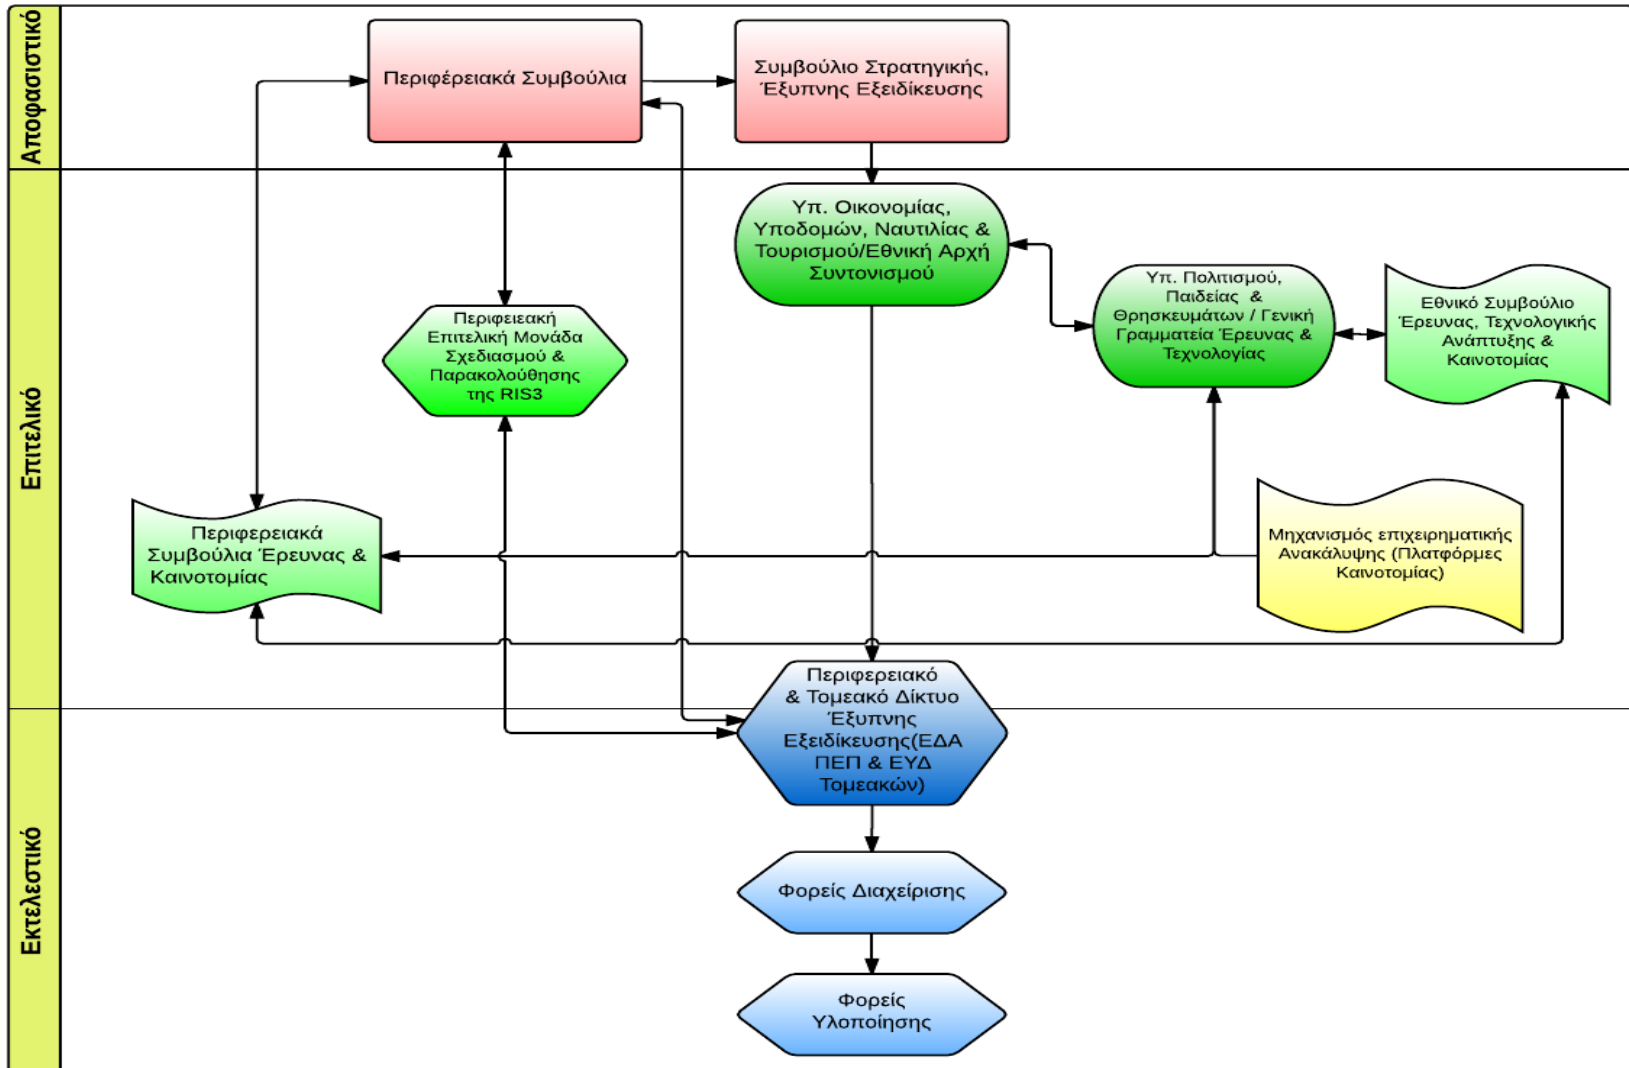 Αποφασιστικό
Περιφέρειακά Συμβούλια
Συμβούλιο Στρατηγικής,
Έξυπνης Εξειδίκευσης
Επιτελικό
Υπ. Οικονομίας,
Υποδομών, Ναυτιλίας &
Τουρισμού/Εθνική Αρχή
Συντονισμού
Υπ. Πολιτισμού,
Παιδείας &
Θρησκευμάτων / Γενική
Γραμματεία Έρευνας &
Τεχνολογίας
Εθνικό Συμβούλιο
Έρευνας, Τεχνολογικής
Ανάπτυξης &
Καινοτομίας
Περιφειεακή
Επιτελική Μονάδα
Σχεδιασμού &
Παρακολούθησης
της RIS3
Περιφερειακά
Συμβούλια Έρευνας &
Καινοτομίας
Μηχανισμός επιχειρηματικής
Ανακάλυψης (Πλατφόρμες
Καινοτομίας)
Περιφερειακό
& Τομεακό Δίκτυο
Έξυπνης
Εξειδίκευσης(ΕΔΑ
ΠΕΠ & ΕΥΔ
Τομεακών)
Εκτελεστικό
Φορείς Διαχείρισης
Φορείς
Υλοποίησης